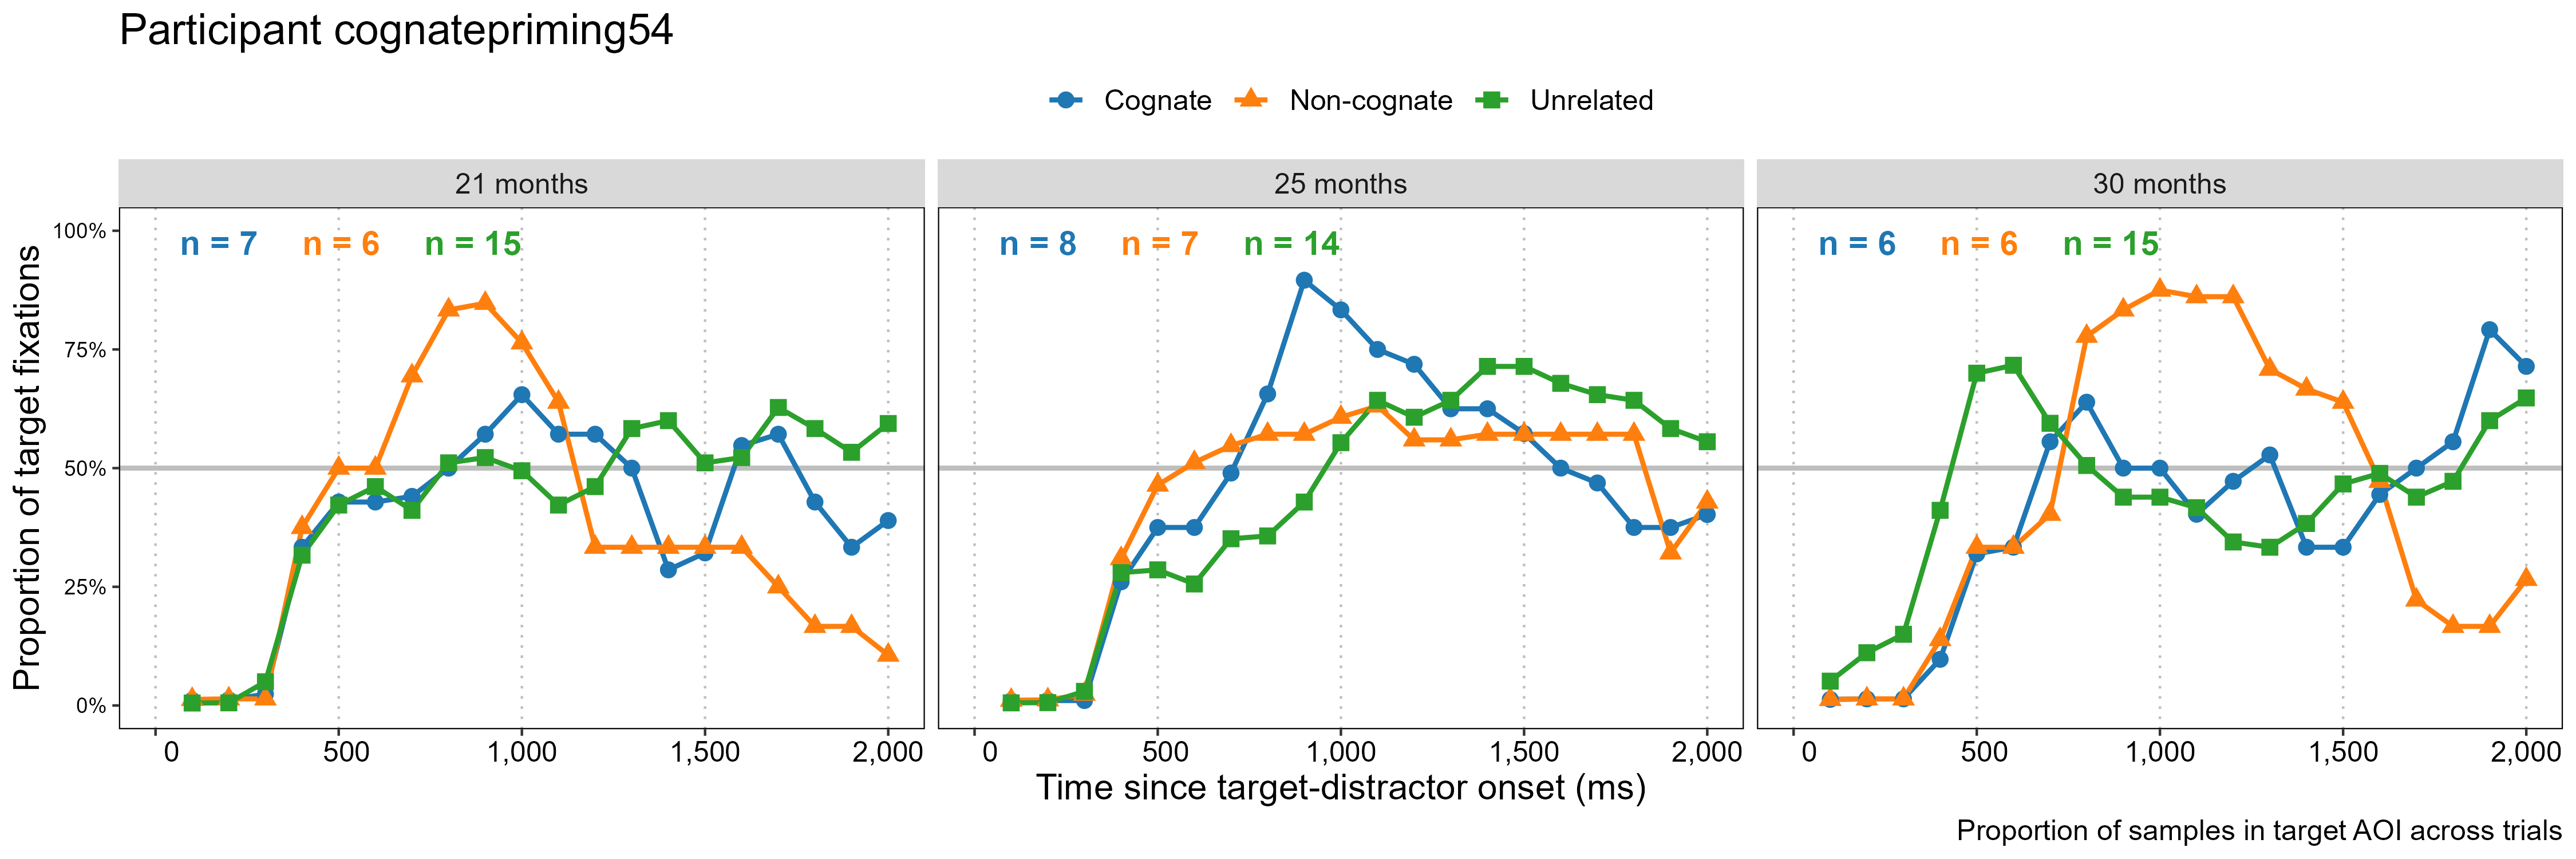 Participant cognatepriming54
Cognate Non-cognate Unrelated
21 months 25 months 30 months
n = 7 n = 6 n = 15 n = 8 n = 7 n = 14 n = 6 n = 6 n = 15
Proportion of target fixations
100%
75%
50%
25%
0%
0 500 1,000 1,500 2,000 0 500 1,000 1,500 2,000 0 500 1,000 1,500 2,000
Time since target-distractor onset (ms)
Proportion of samples in target AOI across trials